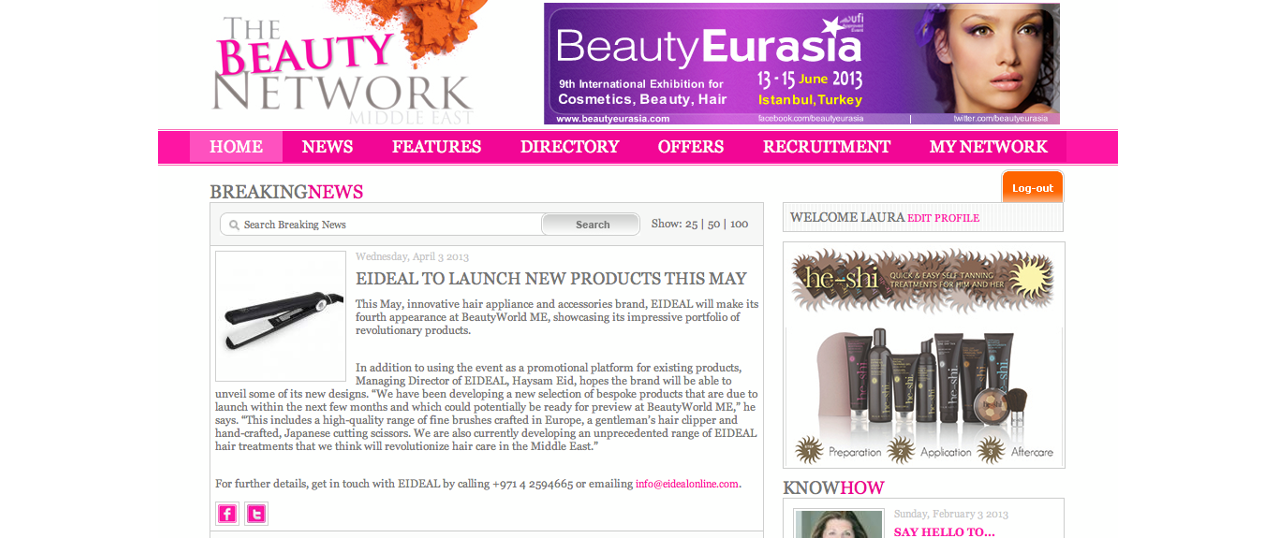 THE
BEAUTY
NETWORK
MIDDLE EAST
BeautyEurasia
ufi
Approved
Event
9th International Exhibition for
Cosmetics, Beauty, Hair
13 - 15 June 2013
Istanbul, Turkey
www.beautyeurasia.com
facebook.com/beautyeurasia
twitter.com/beautyeurasia
HOME NEWS FEATURES DIRECTORY OFFERS RECRUITMENT MY NETWORK
Log-out
BREAKINGNEWS
Search Breaking News
Search
Show: 25 | 50 | 100
WELCOME LAURA EDIT PROFILE
Wednesday, April 3 2013
EIDEAL TO LAUNCH NEW PRODUCTS THIS MAY
This May, innovative hair appliance and accessories brand, EIDEAL will make its
fourth appearance at BeautyWorld ME, showcasing its impressive portfolio of
revolutionary products.
In addition to using the event as a promotional platform for existing products,
Managing Director of EIDEAL, Haysam Eid, hopes the brand will be able to
unveil some of its new designs. “We have been developing a new selection of bespoke products that are due to
launch within the next few months and which could potentially be ready for preview at BeautyWorld ME,” he
says. “This includes a high-quality range of fine brushes crafted in Europe, a gentleman's hair clipper and
hand-crafted, Japanese cutting scissors. We are also currently developing an unprecedented range of EIDEAL
hair treatments that we think will revolutionize hair care in the Middle East.”
For further details, get in touch with EIDEAL by calling +971 4 2594665 or emailing info@eidealonline.com.
he-shi
QUICK & EASY SELF TANNING
TREATMENTS FOR HIM AND HER
he-shi
he-shi
he-shi
Preparation
2 Application
3 Aftercare
KNOWHOW
Sunday, February 3 2013
SAY HELLO TO...